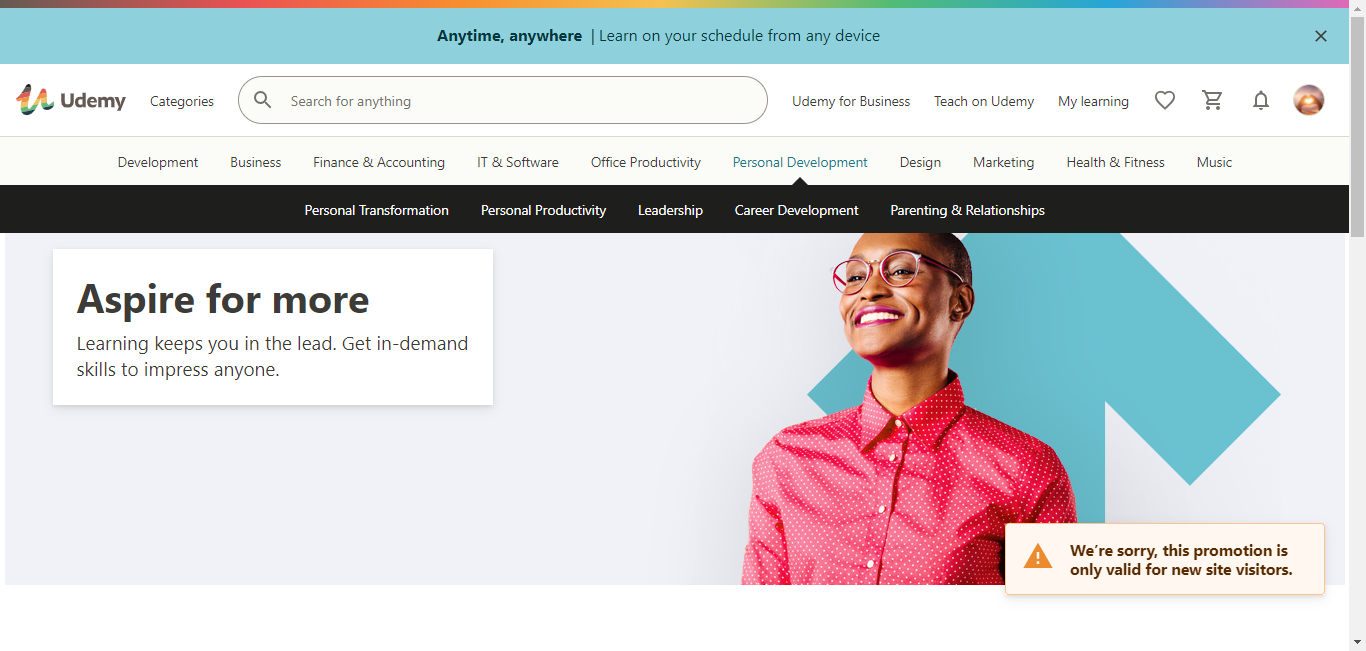 Anytime, anywhere | Learn on your schedule from any device
Udemy Categories Search for anything Udemy for Business Teach on Udemy My learning
Development Business Finance & Accounting IT & Software Office Productivity Personal Development Design Marketing Health & Fitness Music
Personal Transformation Personal Productivity Leadership Career Development Parenting & Relationships
Aspire for more
Learning keeps you in the lead. Get in-demand
skills to impress anyone.
We're sorry, this promotion is
only valid for new site visitors.